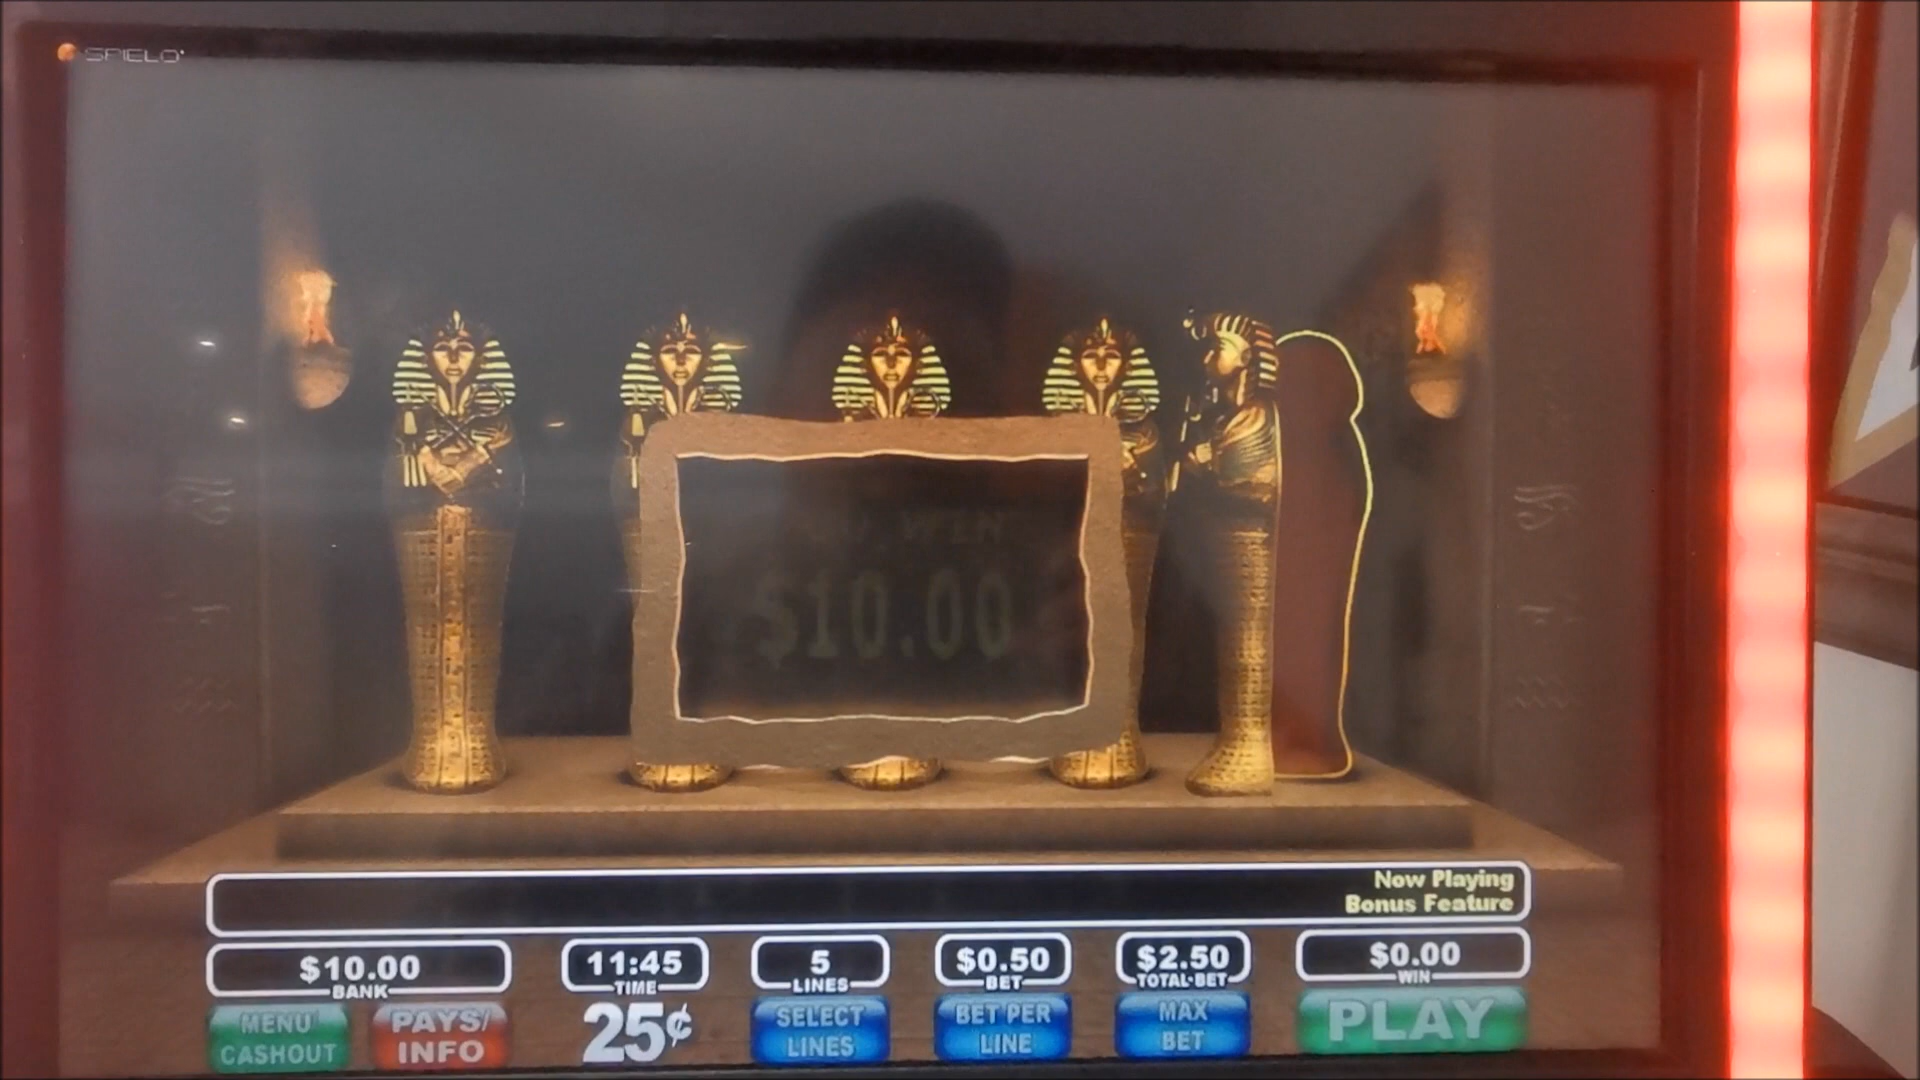 SPIELO
WIN
$10.00
Now Playing
Bonus Feature
$10.00
BANK
11:45
TIME
5
LINES
$0.50
BET
$2.50
TOTAL BET
$0.00
WIN
MENU
CASHOUT
PAYS/
INFO
25¢
SELECT
LINES
BET PER
LINE
MAX
BET
PLAY